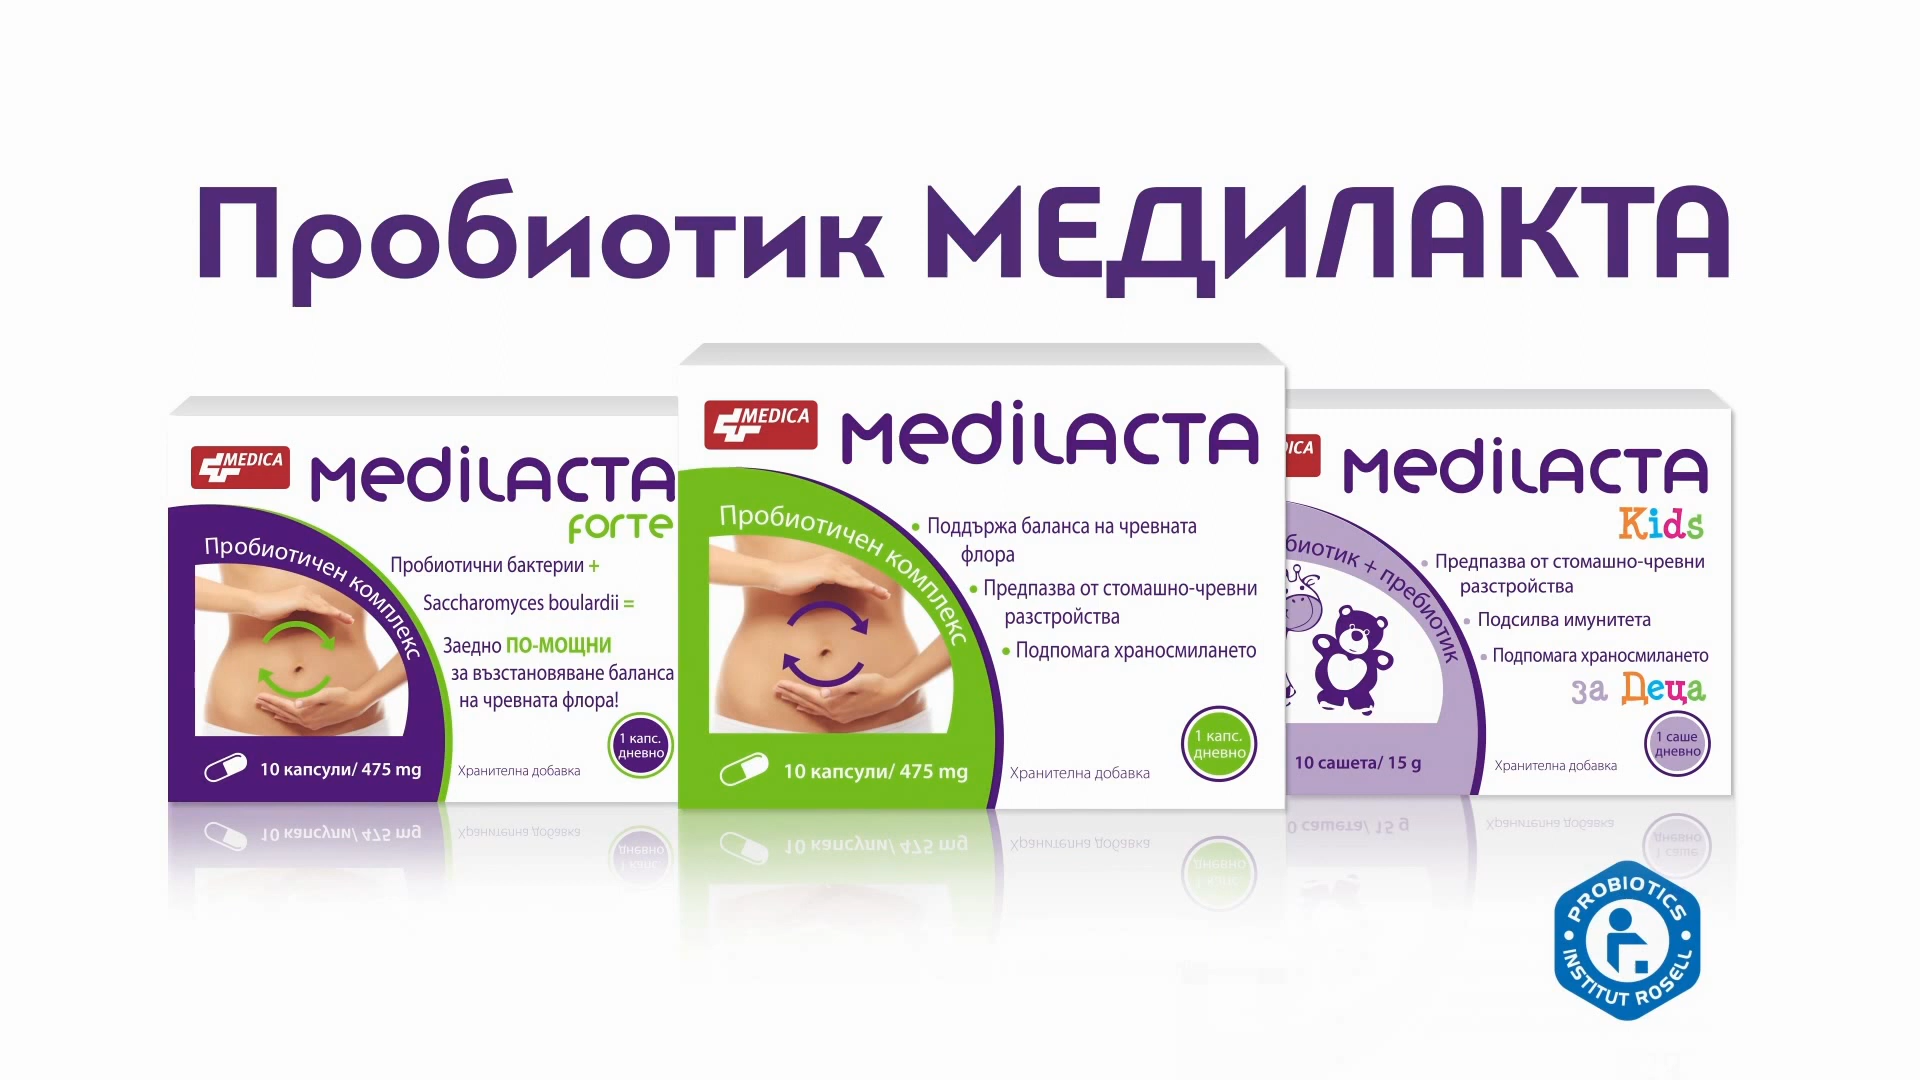 Пробиотик МЕДИЛАКТА
MEDICA
MediLACTA
forte
Пробиотичен комплекс
Пробиотични бактерии +
Saccharomyces boulardii =
Заедно ПО-МОЩНИ
за възстановяване баланса
на чревната флора!
1 капс.
дневно
10 капсули/ 475 mg
Хранителна добавка
MEDICA
MediLACTA
Пробиотичен комплекс
• Поддържа баланса на чревната
флора
• Предпазва от стомашно-чревни
разстройства
• Подпомага храносмилането
1 капс.
дневно
10 капсули/ 475 mg
Хранителна добавка
ICA
MediLACTA
Kids
биотик + пребиотик
• Предпазва от стомашно-чревни
разстройства
• Подсилва имунитета
• Подпомага храносмилането
за Деца
1 саше
дневно
10 сашета/ 15 g
Хранителна добавка
PROBIOTICS
INSTITUT ROSELL